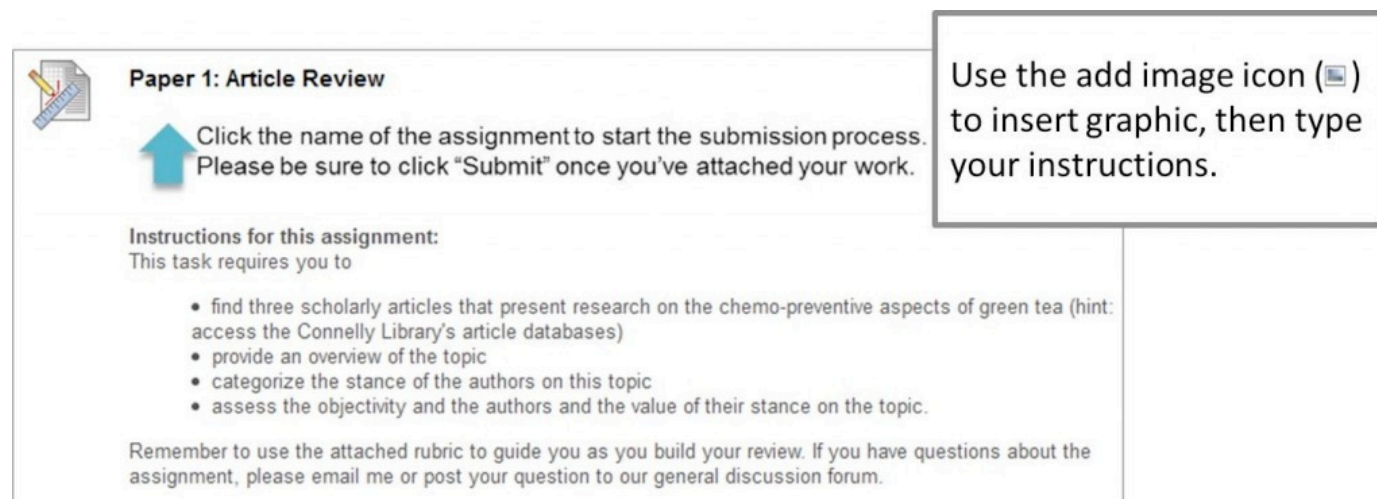 Paper 1: Article Review
Click the name of the assignment to start the submission process.
Please be sure to click “Submit” once you’ve attached your work.
Use the add image icon ( )
to insert graphic, then type
your instructions.
Instructions for this assignment:
This task requires you to
• find three scholarly articles that present research on the chemo-preventive aspects of green tea (hint:
access the Connelly Library's article databases)
• provide an overview of the topic
• categorize the stance of the authors on this topic
• assess the objectivity and the authors and the value of their stance on the topic.
Remember to use the attached rubric to guide you as you build your review. If you have questions about the
assignment, please email me or post your question to our general discussion forum.